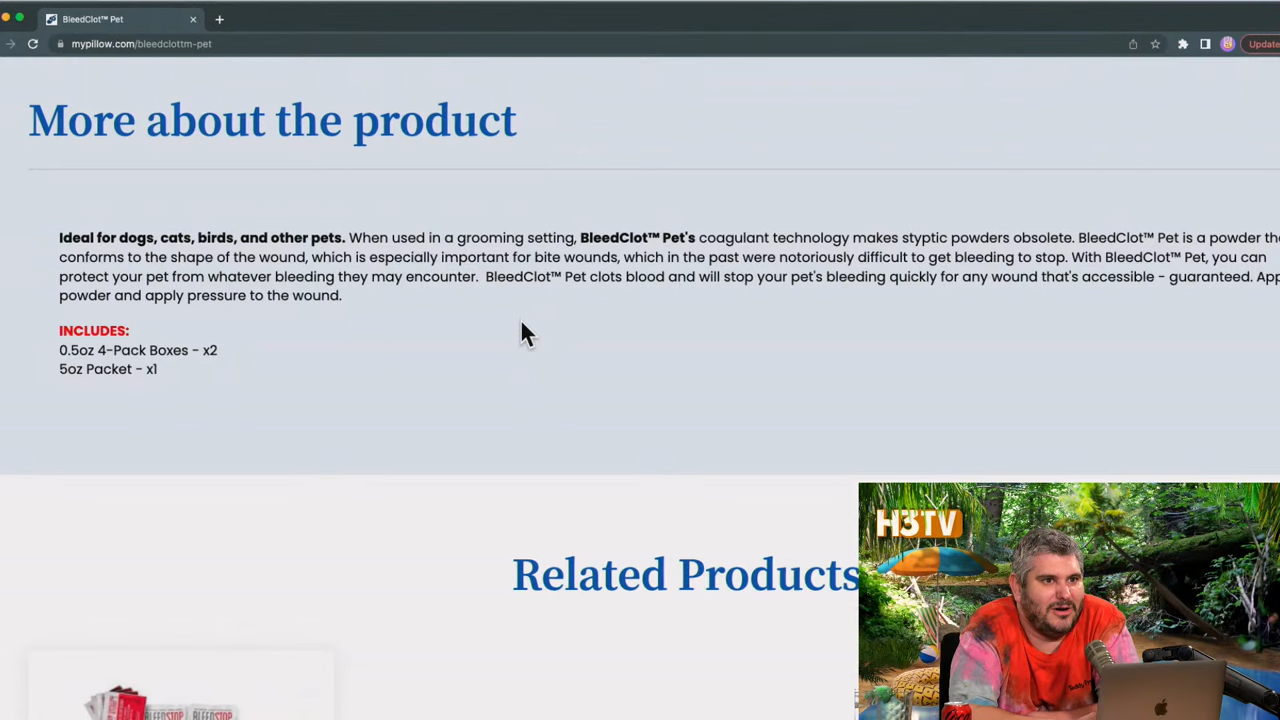 BleedClot™ Pet
mypillow.com/bleedclottm-pet
Update
More about the product
Ideal for dogs, cats, birds, and other pets. When used in a grooming setting, BleedClot™ Pet's coagulant technology makes styptic powders obsolete. BleedClot™ Pet is a powder
conforms to the shape of the wound, which is especially important for bite wounds, which in the past were notoriously difficult to get bleeding to stop. With BleedClot™ Pet, you can
protect your pet from whatever bleeding they may encounter. BleedClot™ Pet clots blood and will stop your pet's bleeding quickly for any wound that's accessible - guaranteed.
powder and apply pressure to the wound.
INCLUDES:
0.5oz 4-Pack Boxes - x2
5oz Packet - x1
H3TV
Related Products
BLEEDSTOP